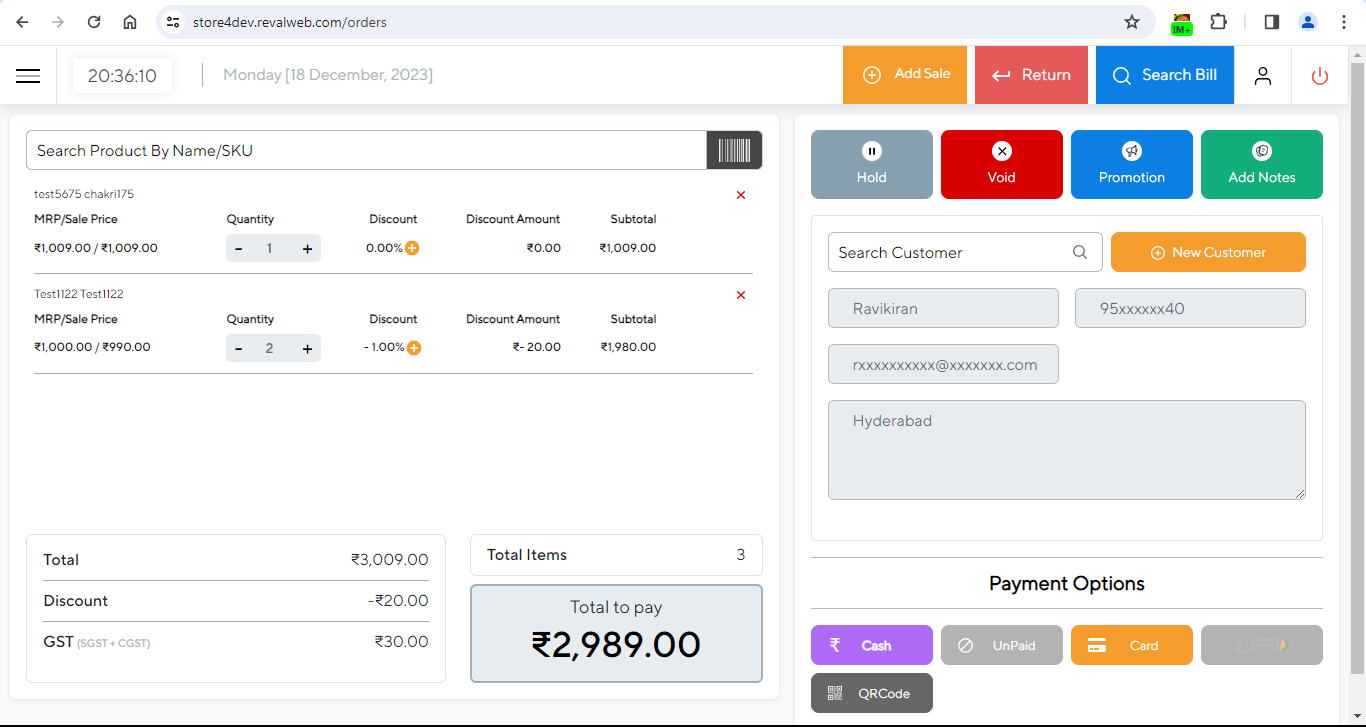 store4dev.revalweb.com/orders
IM+
20:36:10
Monday [18 December, 2023]
Add Sale
Return
Search Bill
Search Product By Name/SKU
test5675 chakri175
MRP/Sale Price Quantity Discount Discount Amount Subtotal
₹1,009.00 / ₹1,009.00 - 1 + 0.00% ₹0.00 ₹1,009.00
Test1122 Test1122
MRP/Sale Price Quantity Discount Discount Amount Subtotal
₹1,000.00 / ₹990.00 - 2 + - 1.00% ₹- 20.00 ₹1,980.00
Total ₹3,009.00
Discount -₹20.00
GST (SGST + CGST) ₹30.00
Total Items 3
Total to pay
₹2,989.00
Hold
Void
Promotion
Add Notes
Search Customer
New Customer
Ravikiran
95xxxxxx40
rxxxxxxxxxx@xxxxxxx.com
Hyderabad
Payment Options
₹ Cash
UnPaid
Card
UPI
QRCode